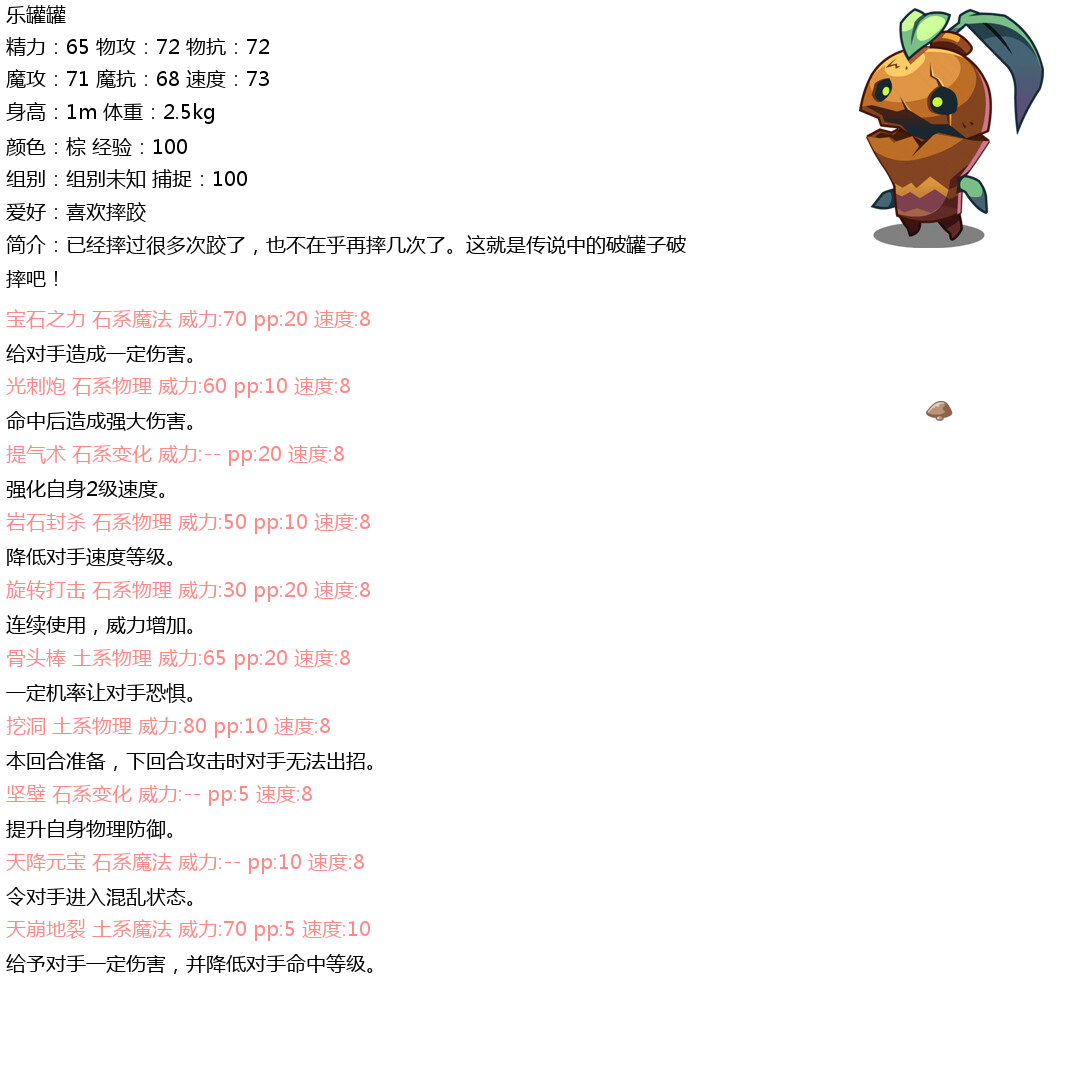 乐罐罐
精力：65 物攻：72 物抗：72
魔攻：71 魔抗：68 速度：73
身高：1m 体重：2.5kg
颜色：棕 经验：100
组别：组别未知 捕捉：100
爱好：喜欢摔跤
简介：已经摔过很多次跤了，也不在乎再摔几次了。这就是传说中的破罐子破
摔吧！
宝石之力 石系魔法 威力:70 pp:20 速度:8
给对手造成一定伤害。
光刺炮 石系物理 威力:60 pp:10 速度:8
命中后造成强大伤害。
提气术 石系变化 威力:-- pp:20 速度:8
强化自身2级速度。
岩石封杀 石系物理 威力:50 pp:10 速度:8
降低对手速度等级。
旋转打击 石系物理 威力:30 pp:20 速度:8
连续使用，威力增加。
骨头棒 土系物理 威力:65 pp:20 速度:8
一定机率让对手恐惧。
挖洞 土系物理 威力:80 pp:10 速度:8
本回合准备，下回合攻击时对手无法出招。
坚壁 石系变化 威力:-- pp:5 速度:8
提升自身物理防御。
天降元宝 石系魔法 威力:-- pp:10 速度:8
令对手进入混乱状态。
天崩地裂 土系魔法 威力:70 pp:5 速度:10
给予对手一定伤害，并降低对手命中等级。